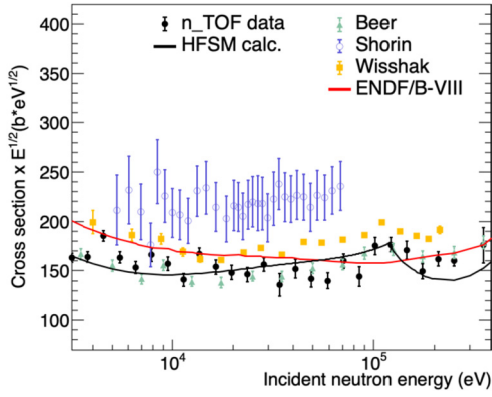 400
350
300
250
200
150
100
Cross section x E^{1/2}(b*eV^{1/2})
n_TOF data
HFSM calc.
Beer
Shorin
Wisshak
ENDF/B-VIII
10^4
10^5
Incident neutron energy (eV)